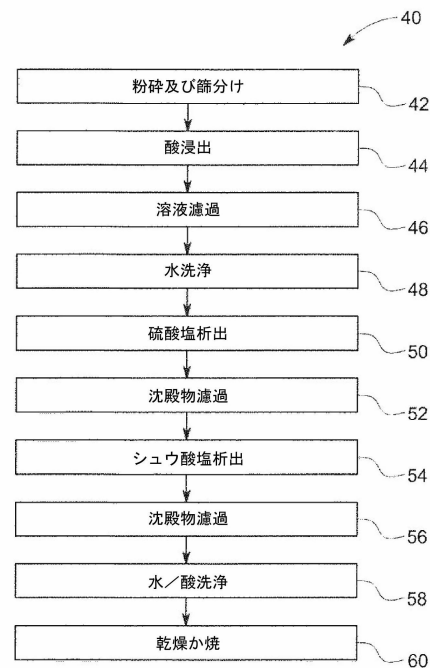 40
粉砕及び篩分け
42
酸浸出
44
溶液濾過
46
水洗浄
48
硫酸塩析出
50
沈殿物濾過
52
シュウ酸塩析出
54
沈殿物濾過
56
水／酸洗浄
58
乾燥か焼
60